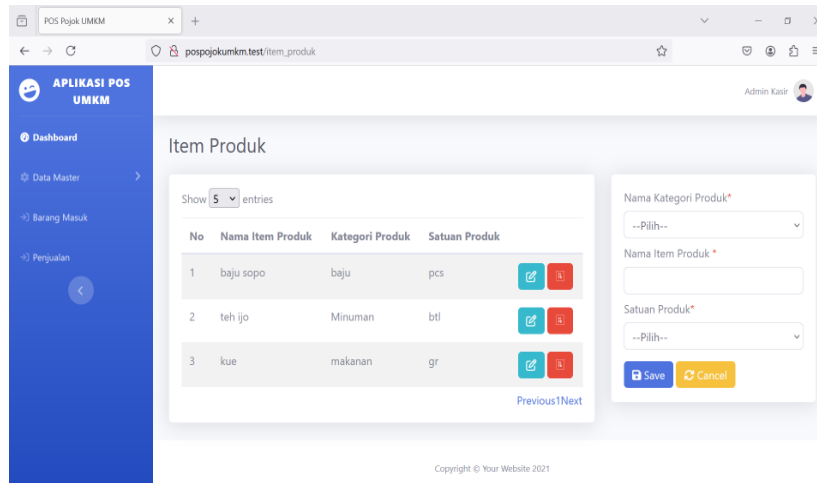 POS Pojok UMKM
pospojokumkm.test/item_produk
APLIKASI POS
UMKM
Admin Kasir
Dashboard
Data Master
Barang Masuk
Penjualan
Item Produk
Show 5 entries
No Nama Item Produk Kategori Produk Satuan Produk
1 baju sopo baju pcs
2 teh ijo Minuman btl
3 kue makanan gr
Previous1Next
Nama Kategori Produk*
--Pilih--
Nama Item Produk *
Satuan Produk*
--Pilih--
Save Cancel
Copyright © Your Website 2021